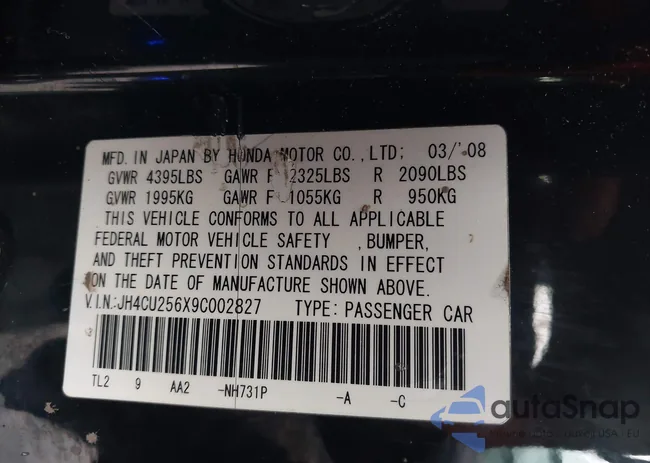 MFD. IN JAPAN BY HONDA MOTOR CO., LTD; 03/'08
GVWR 4395LBS GAWR F 2325LBS R 2090LBS
GVWR 1995KG GAWR F 1055KG R 950KG
THIS VEHICLE CONFORMS TO ALL APPLICABLE
FEDERAL MOTOR VEHICLE SAFETY , BUMPER,
AND THEFT PREVENTION STANDARDS IN EFFECT
ON THE DATE OF MANUFACTURE SHOWN ABOVE.
V.I.N.:JH4CU256X9C002827 TYPE: PASSENGER CAR
TL2 9 AA2 -NH731P -A -C
autaSnap